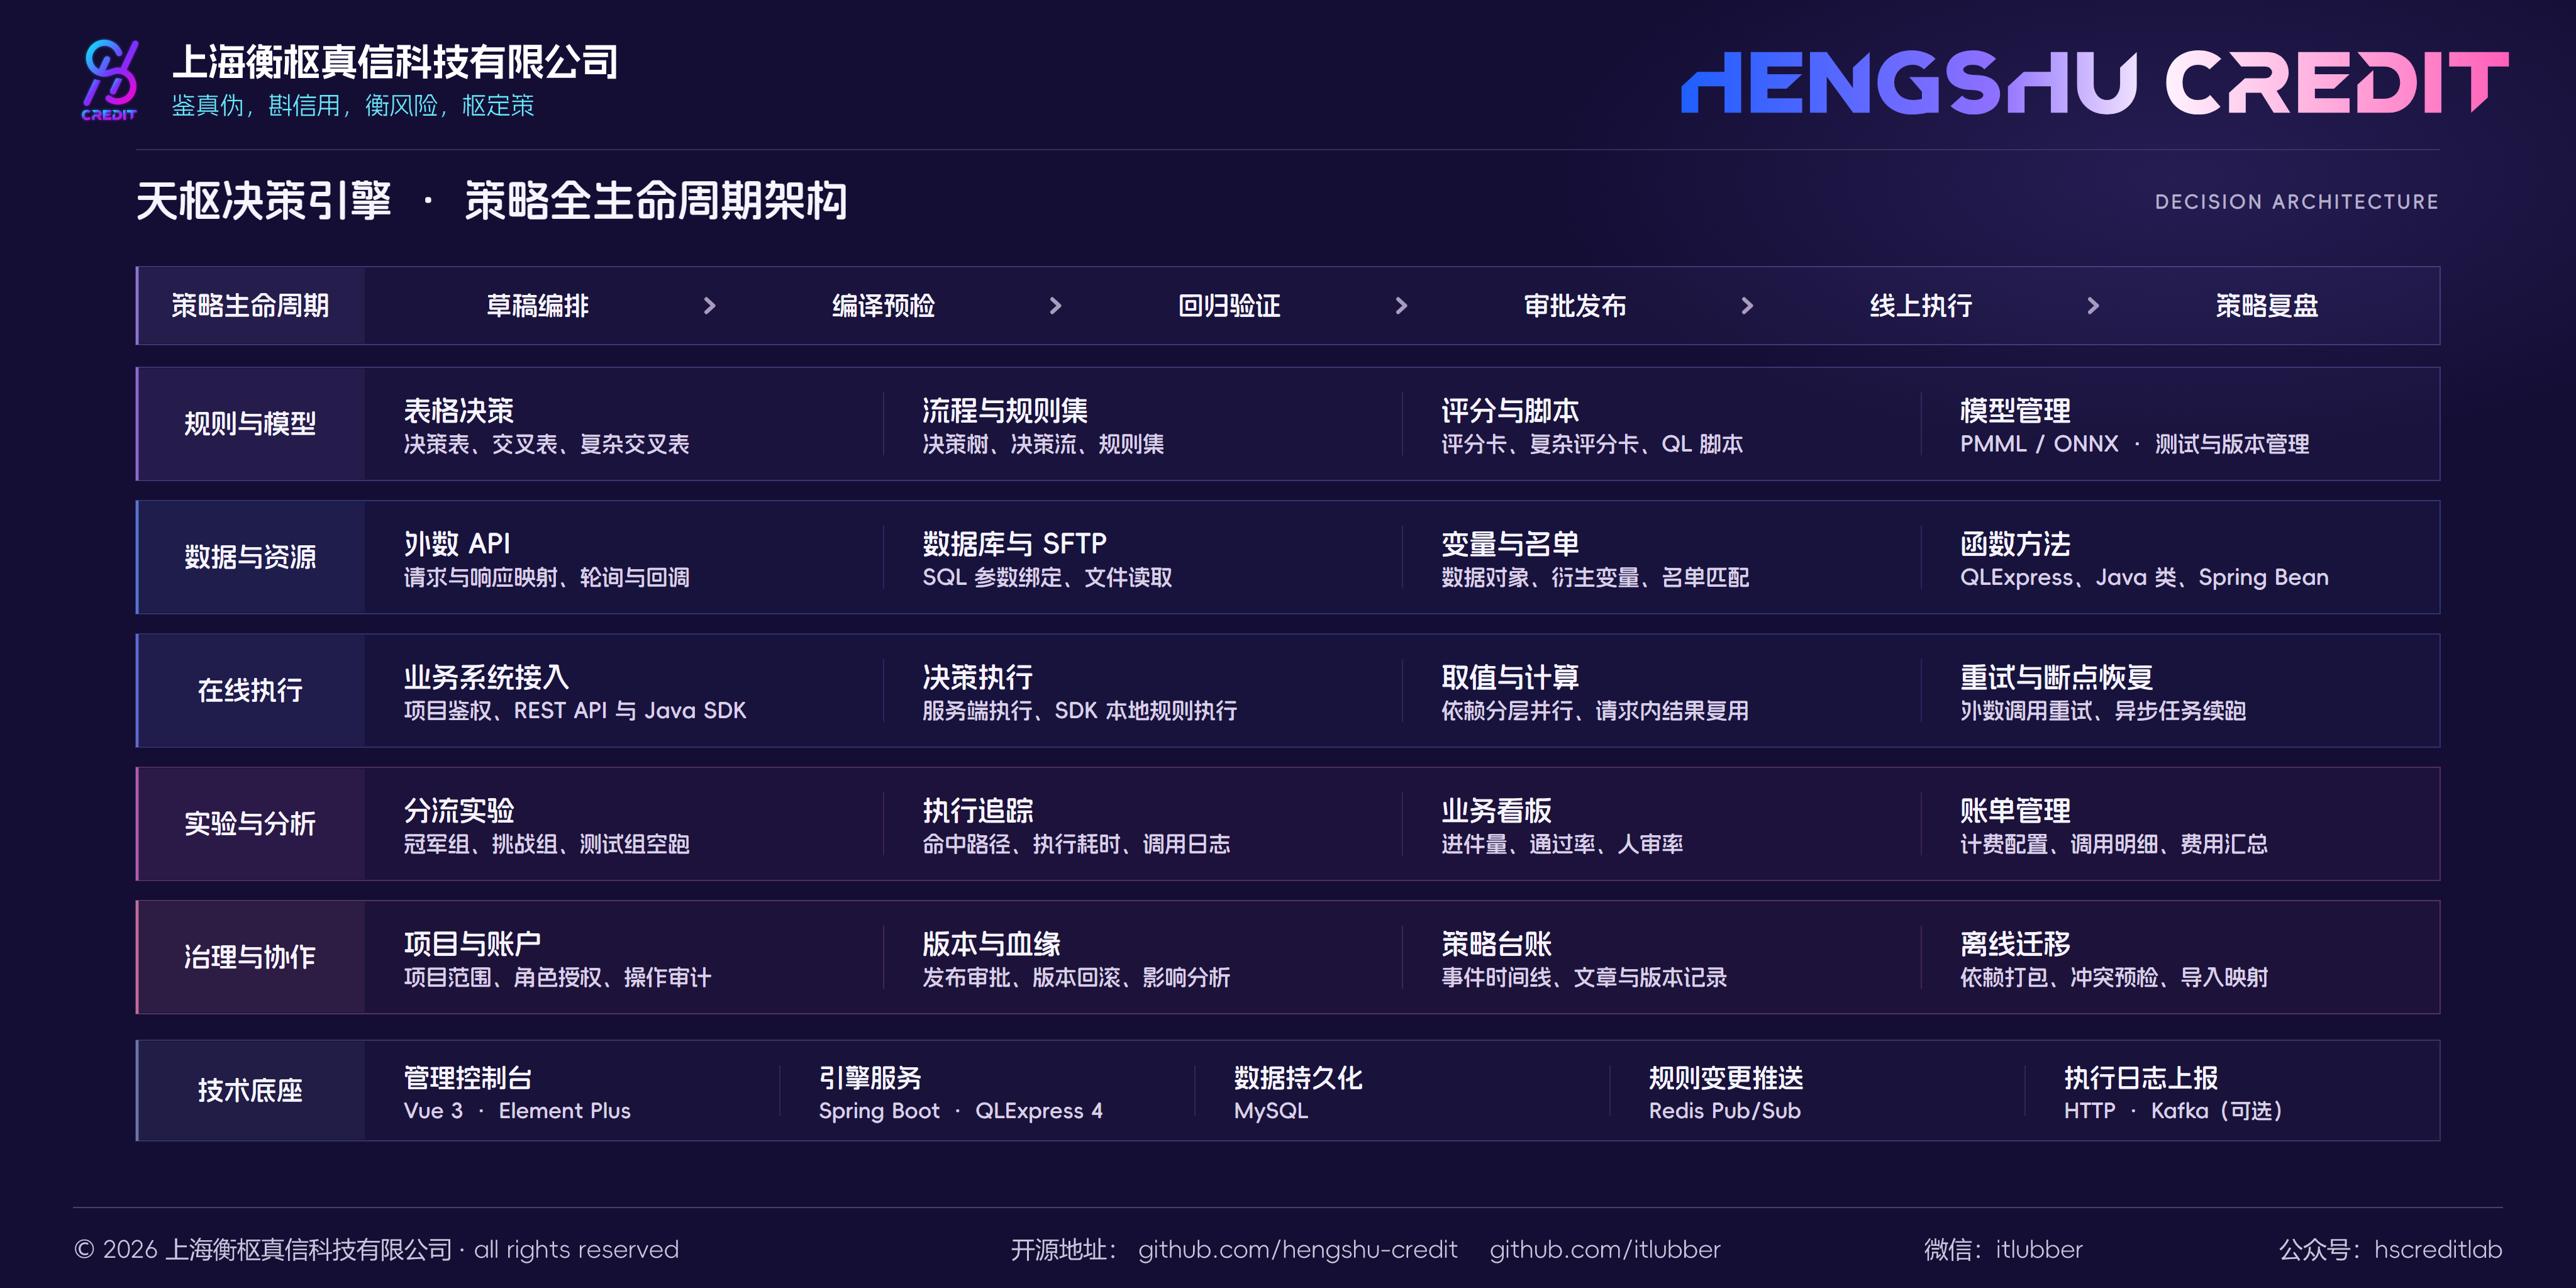 CREDIT
上海衡枢真信科技有限公司
鉴真伪，斟信用，衡风险，枢定策
HENGSHU CREDIT
天枢决策引擎 · 策略全生命周期架构
DECISION ARCHITECTURE
策略生命周期
草稿编排 > 编译预检 > 回归验证 > 审批发布 > 线上执行 > 策略复盘
规则与模型
表格决策
决策表、交叉表、复杂交叉表
流程与规则集
决策树、决策流、规则集
评分与脚本
评分卡、复杂评分卡、QL 脚本
模型管理
PMML / ONNX · 测试与版本管理
数据与资源
外数 API
请求与响应映射、轮询与回调
数据库与 SFTP
SQL 参数绑定、文件读取
变量与名单
数据对象、衍生变量、名单匹配
函数方法
QLExpress、Java 类、Spring Bean
在线执行
业务系统接入
项目鉴权、REST API 与 Java SDK
决策执行
服务端执行、SDK 本地规则执行
取值与计算
依赖分层并行、请求内结果复用
重试与断点恢复
外数调用重试、异步任务续跑
实验与分析
分流实验
冠军组、挑战组、测试组空跑
执行追踪
命中路径、执行耗时、调用日志
业务看板
进件量、通过率、人审率
账单管理
计费配置、调用明细、费用汇总
治理与协作
项目与账户
项目范围、角色授权、操作审计
版本与血缘
发布审批、版本回滚、影响分析
策略台账
事件时间线、文章与版本记录
离线迁移
依赖打包、冲突预检、导入映射
技术底座
管理控制台
Vue 3 · Element Plus
引擎服务
Spring Boot · QLExpress 4
数据持久化
MySQL
规则变更推送
Redis Pub/Sub
执行日志上报
HTTP · Kafka（可选）
© 2026 上海衡枢真信科技有限公司 · all rights reserved
开源地址： github.com/hengshu-credit github.com/itlubber
微信：itlubber
公众号：hscreditlab